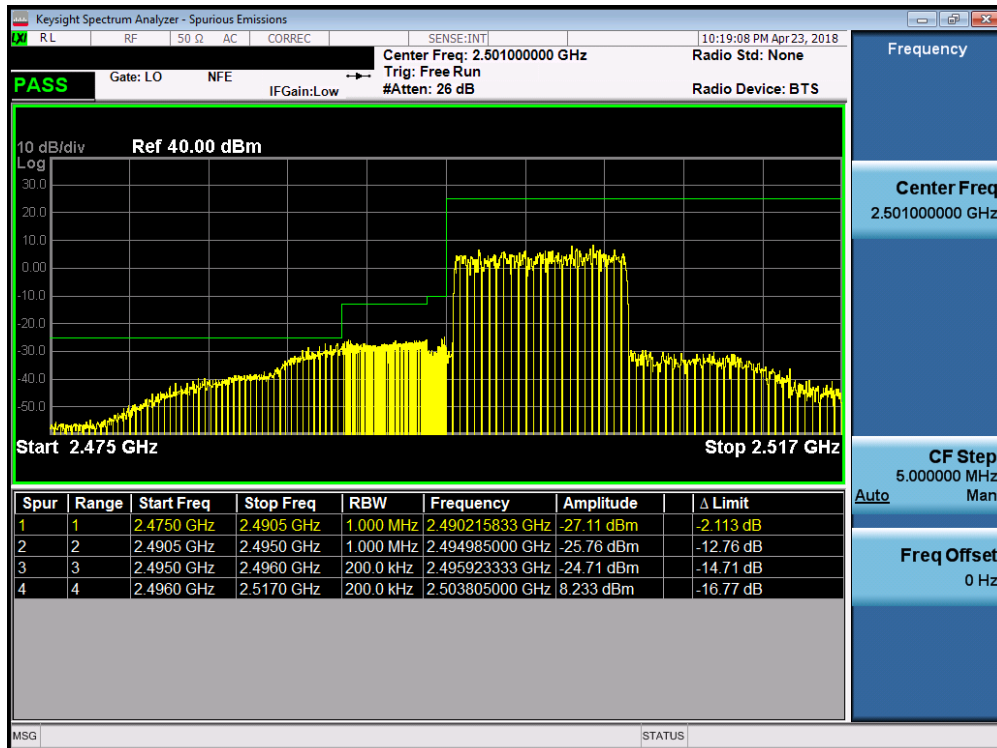 Keysight Spectrum Analyzer - Spurious Emissions
LXI RL RF 50 Ω AC CORREC SENSE:INT 10:19:08 PM Apr 23, 2018
Frequency
Center Freq: 2.501000000 GHz Radio Std: None
PASS Gate: LO NFE Trig: Free Run
IFGain:Low #Atten: 26 dB Radio Device: BTS
10 dB/div Ref 40.00 dBm
Log
30.0
20.0
10.0
0.00
-10.0
-20.0
-30.0
-40.0
-50.0
Start 2.475 GHz Stop 2.517 GHz
Spur Range Start Freq Stop Freq RBW Frequency Amplitude Δ Limit
1 1 2.4750 GHz 2.4905 GHz 1.000 MHz 2.490215833 GHz -27.11 dBm -2.113 dB
2 2 2.4905 GHz 2.4950 GHz 1.000 MHz 2.494985000 GHz -25.76 dBm -12.76 dB
3 3 2.4950 GHz 2.4960 GHz 200.0 kHz 2.495923333 GHz -24.71 dBm -14.71 dB
4 4 2.4960 GHz 2.5170 GHz 200.0 kHz 2.503805000 GHz 8.233 dBm -16.77 dB
Center Freq
2.501000000 GHz
CF Step
5.000000 MHz
Auto Man
Freq Offset
0 Hz
MSG STATUS